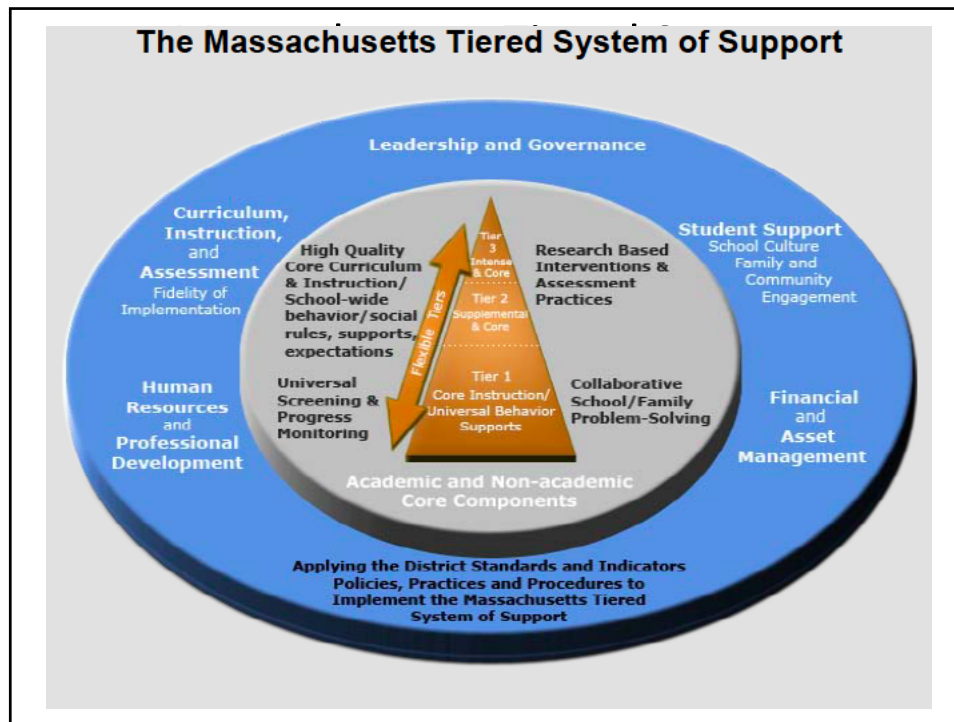 The Massachusetts Tiered System of Support
Leadership and Governance
Curriculum,
Instruction,
and
Assessment
Fidelity of
Implementation
Student Support
School Culture
Family and
Community
Engagement
High Quality
Core Curriculum
& Instruction/
School-wide
behavior/social
rules, supports,
expectations
Flexible Tiers
Tier
3
Intense
& Core
Tier 2
Supplemental
& Core
Tier 1
Core Instruction/
Universal Behavior
Supports
Research Based
Interventions &
Assessment
Practices
Universal
Screening &
Progress
Monitoring
Collaborative
School/Family
Problem-Solving
Human
Resources
and
Professional
Development
Financial
and
Asset
Management
Academic and Non-academic
Core Components
Applying the District Standards and Indicators
Policies, Practices and Procedures to
Implement the Massachusetts Tiered
System of Support